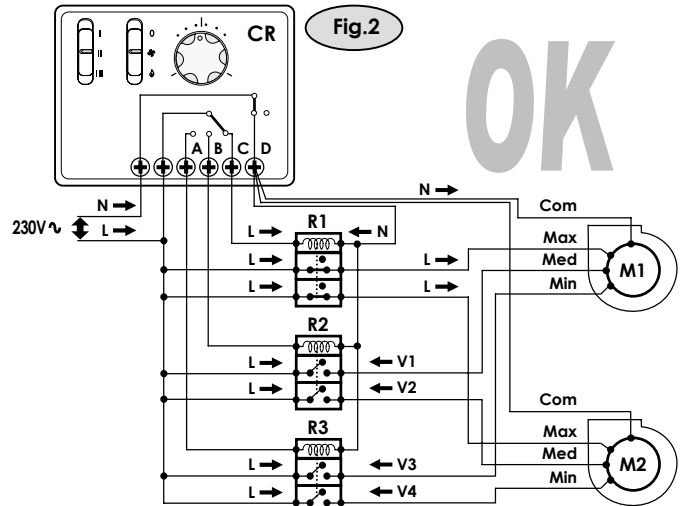 Fig.2
OK
CR
I
II
III
0
A B C D
N
230V∿
L
N
R1
L
N
L
L
L
L
Com
Max
Med
Min
M1
R2
L
V1
L
V2
R3
L
V3
L
V4
Com
Max
Med
Min
M2